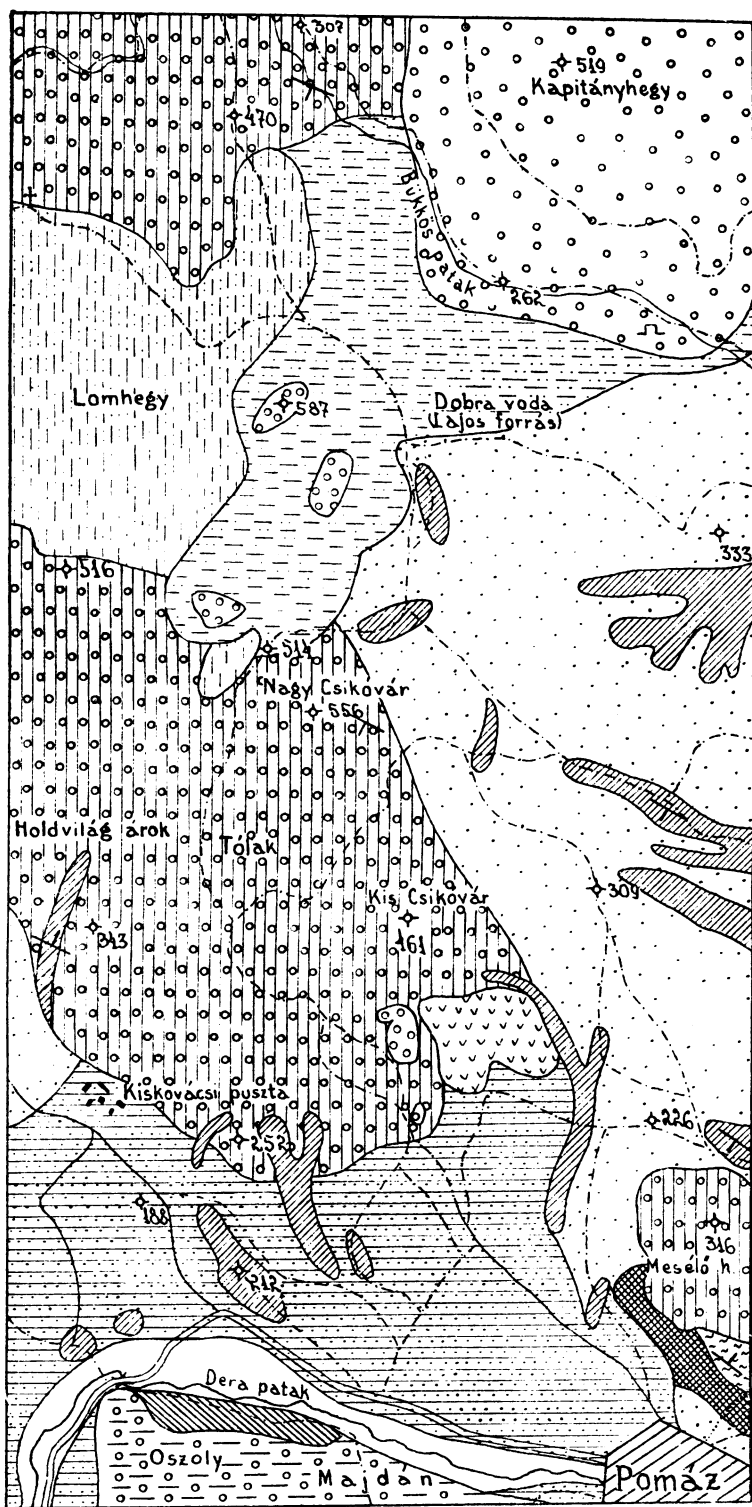 307
519
Kapitányhegy
470
Bükkös patak
262
Lomhegy
587
Dobra voda
(Lajos forrás)
333
516
514
Nagy Csikovár
556
Holdvilág árok
Tólak
309
Kis Csikovár
461
343
Kiskovácsi puszta
252
226
188
316
Meselő h.
212
Dera patak
Oszoly
Majdán
Pomáz